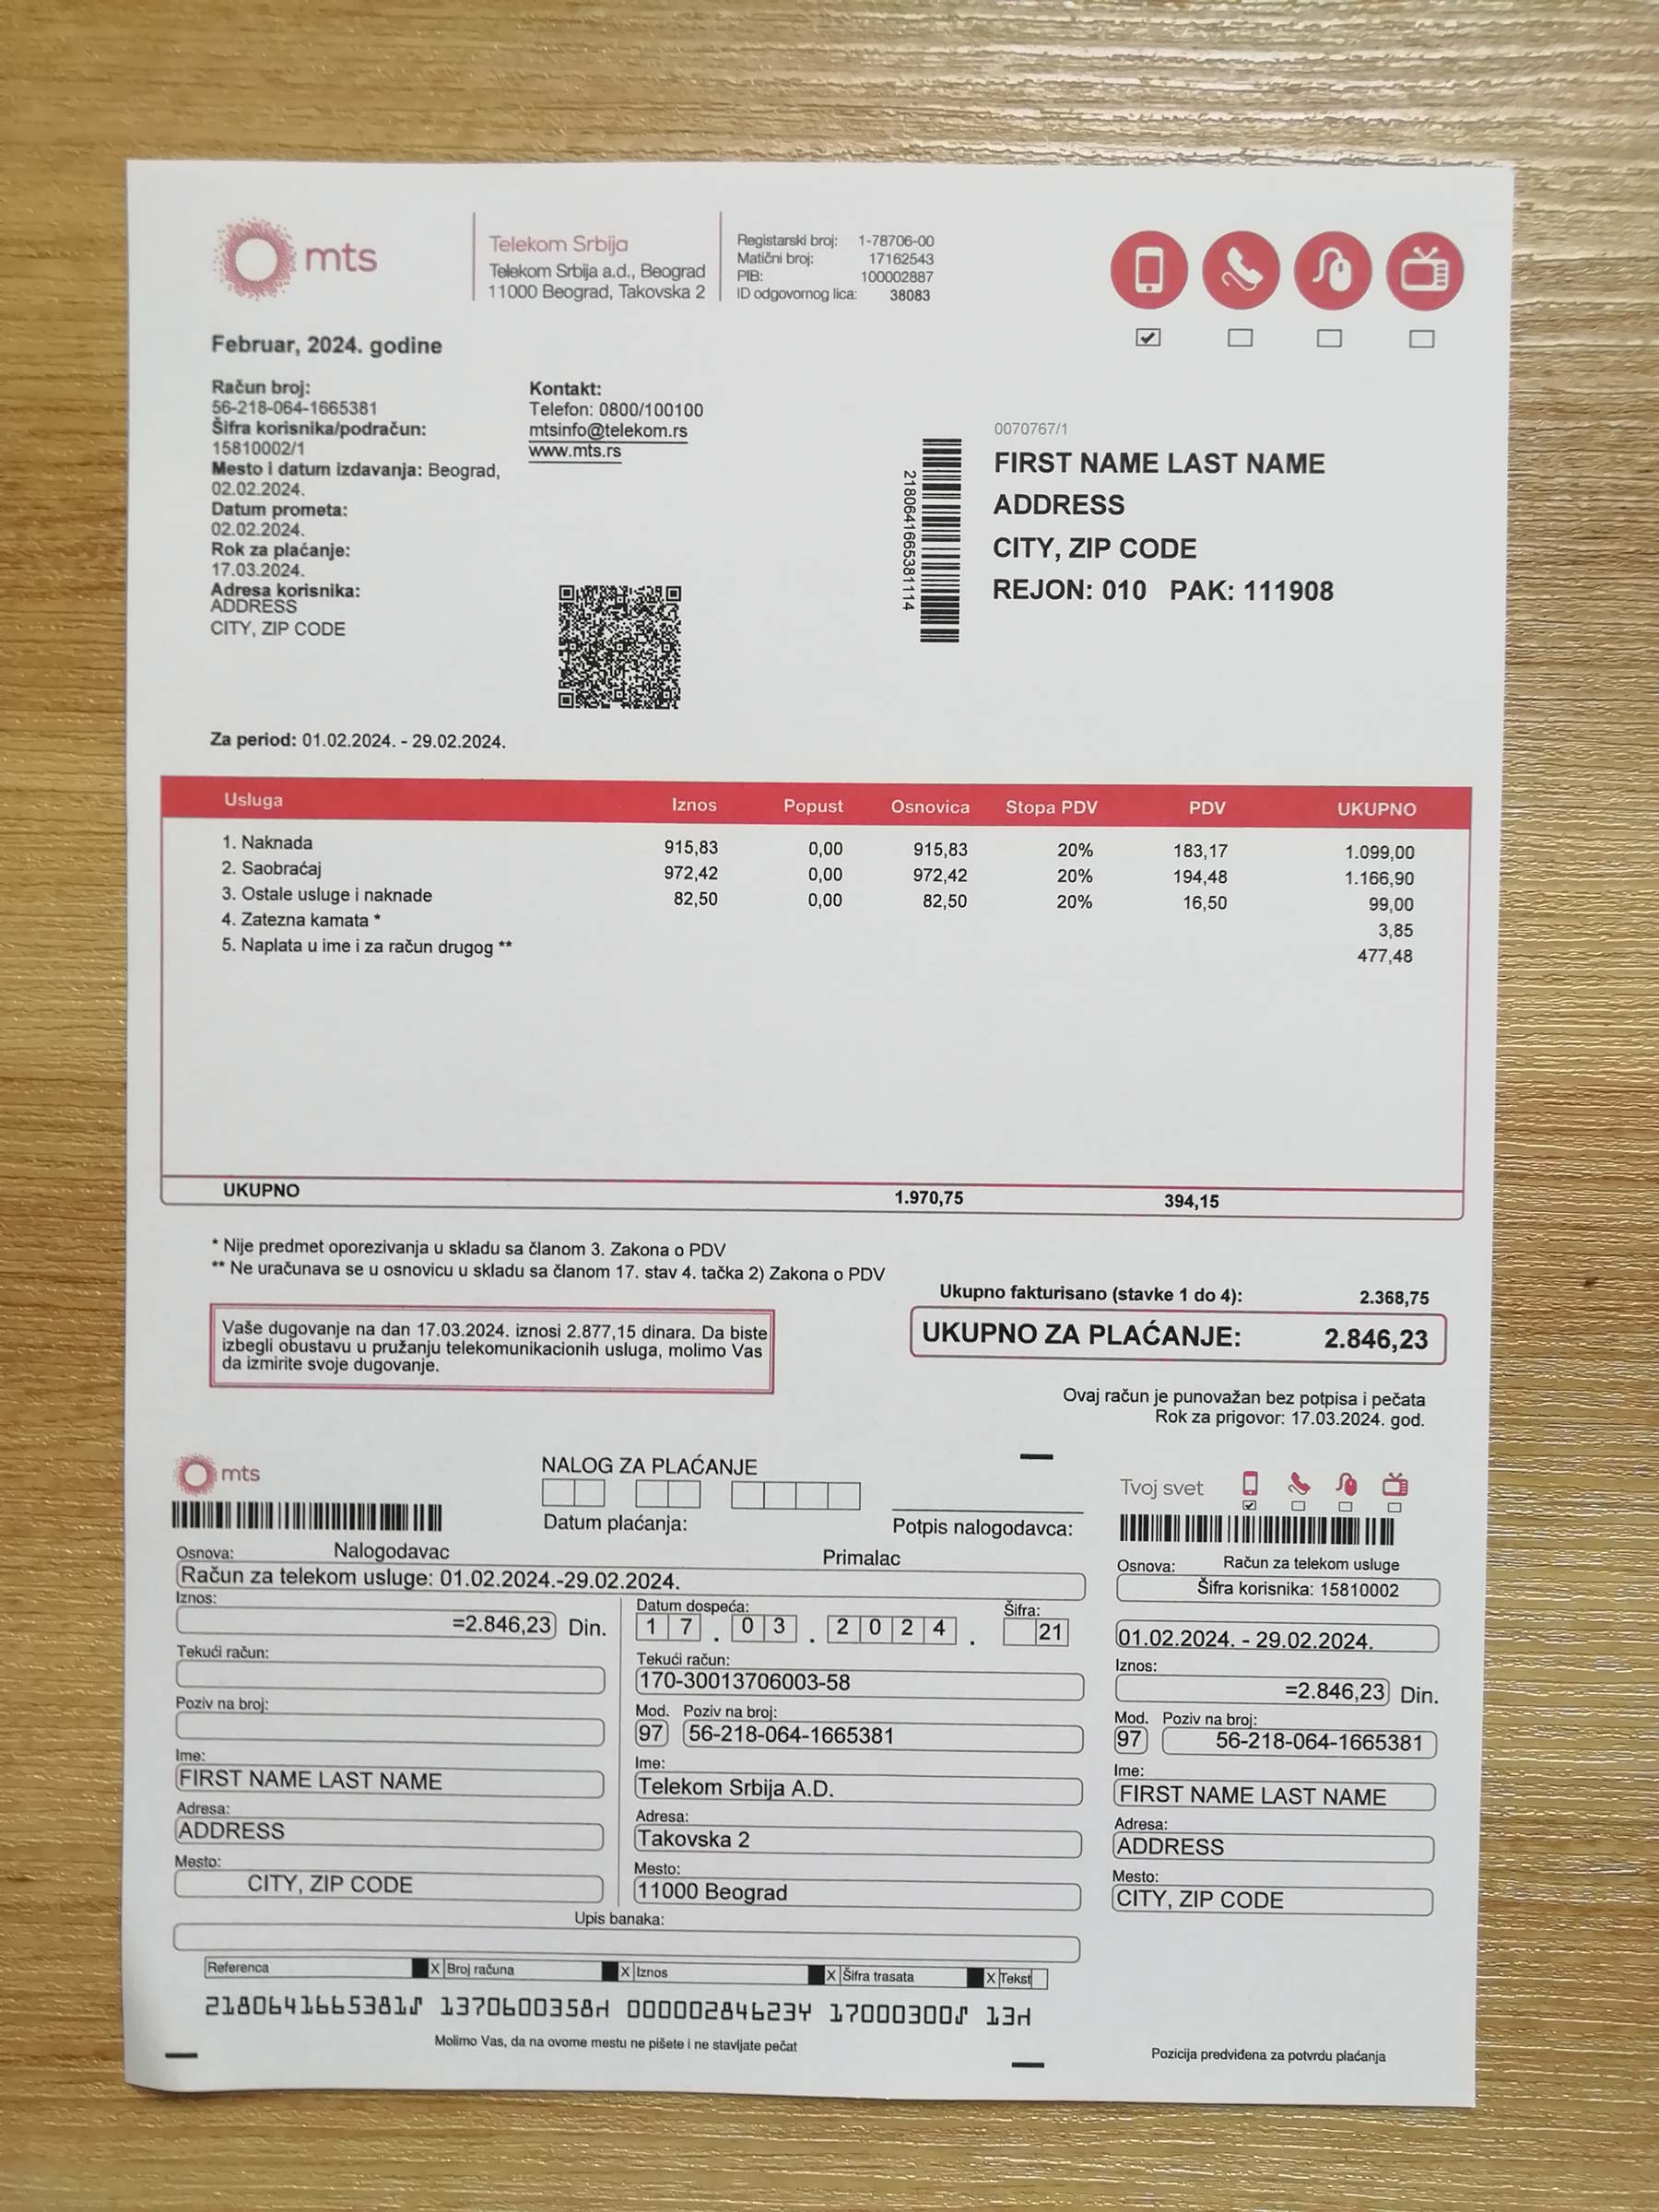 mts
Telekom Srbija
Telekom Srbija a.d., Beograd
11000 Beograd, Takovska 2
Registarski broj: 1-78706-00
Matični broj: 17162543
PIB: 100002887
ID odgovornog lica: 38083
Februar, 2024. godine
Račun broj:
56-218-064-1665381
Šifra korisnika/podračun:
15810002/1
Mesto i datum izdavanja: Beograd,
02.02.2024.
Datum prometa:
02.02.2024.
Rok za plaćanje:
17.03.2024.
Adresa korisnika:
ADDRESS
CITY, ZIP CODE
Kontakt:
Telefon: 0800/100100
mtsinfo@telekom.rs
www.mts.rs
2180641665381114
0070767/1
FIRST NAME LAST NAME
ADDRESS
CITY, ZIP CODE
REJON: 010 PAK: 111908
Za period: 01.02.2024. - 29.02.2024.
Usluga Iznos Popust Osnovica Stopa PDV PDV UKUPNO
1. Naknada 915,83 0,00 915,83 20% 183,17 1.099,00
2. Saobraćaj 972,42 0,00 972,42 20% 194,48 1.166,90
3. Ostale usluge i naknade 82,50 0,00 82,50 20% 16,50 99,00
4. Zatezna kamata * 3,85
5. Naplata u ime i za račun drugog ** 477,48
UKUPNO 1.970,75 394,15
* Nije predmet oporezivanja u skladu sa članom 3. Zakona o PDV
** Ne uračunava se u osnovicu u skladu sa članom 17. stav 4. tačka 2) Zakona o PDV
Ukupno fakturisano (stavke 1 do 4): 2.368,75
UKUPNO ZA PLAĆANJE: 2.846,23
Vaše dugovanje na dan 17.03.2024. iznosi 2.877,15 dinara. Da biste
izbegli obustavu u pružanju telekomunikacionih usluga, molimo Vas
da izmirite svoje dugovanje.
Ovaj račun je punovažan bez potpisa i pečata
Rok za prigovor: 17.03.2024. god.
mts
NALOG ZA PLAĆANJE
Datum plaćanja:
Potpis nalogodavca:
Nalogodavac
Primalac
Osnova:
Račun za telekom usluge: 01.02.2024.-29.02.2024.
Iznos:
=2.846,23 Din.
Tekući račun:
Poziv na broj:
Ime:
FIRST NAME LAST NAME
Adresa:
ADDRESS
Mesto:
CITY, ZIP CODE
Datum dospeća:
17.03.2024.
Šifra:
21
Tekući račun:
170-30013706003-58
Mod. Poziv na broj:
97 56-218-064-1665381
Ime:
Telekom Srbija A.D.
Adresa:
Takovska 2
Mesto:
11000 Beograd
Upis banaka:
Tvoj svet
Osnova: Račun za telekom usluge
Šifra korisnika: 15810002
01.02.2024. - 29.02.2024.
Iznos:
=2.846,23 Din.
Mod. Poziv na broj:
97 56-218-064-1665381
Ime:
FIRST NAME LAST NAME
Adresa:
ADDRESS
Mesto:
CITY, ZIP CODE
Referenca X Broj računa X Iznos X Šifra trasata X Tekst
2180641665381⑀ 1370600358⑁ 00000284623⑂ 17000300⑀ 13⑁
Molimo Vas, da na ovome mestu ne pišete i ne stavljate pečat
Pozicija predviđena za potvrdu plaćanja